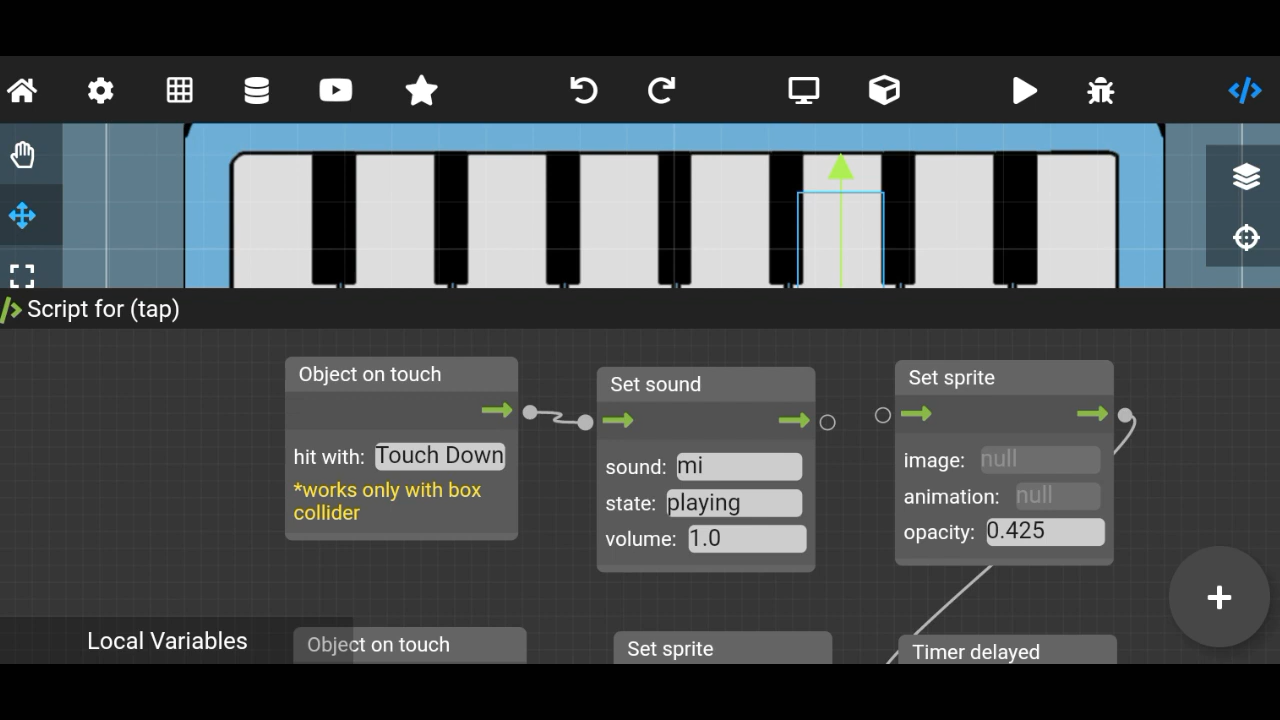 Script for (tap)
Object on touch
hit with: Touch Down
*works only with box
collider
Set sound
sound: mi
state: playing
volume: 1.0
Set sprite
image: null
animation: null
opacity: 0.425
Local Variables
Object on touch
Set sprite
Timer delayed